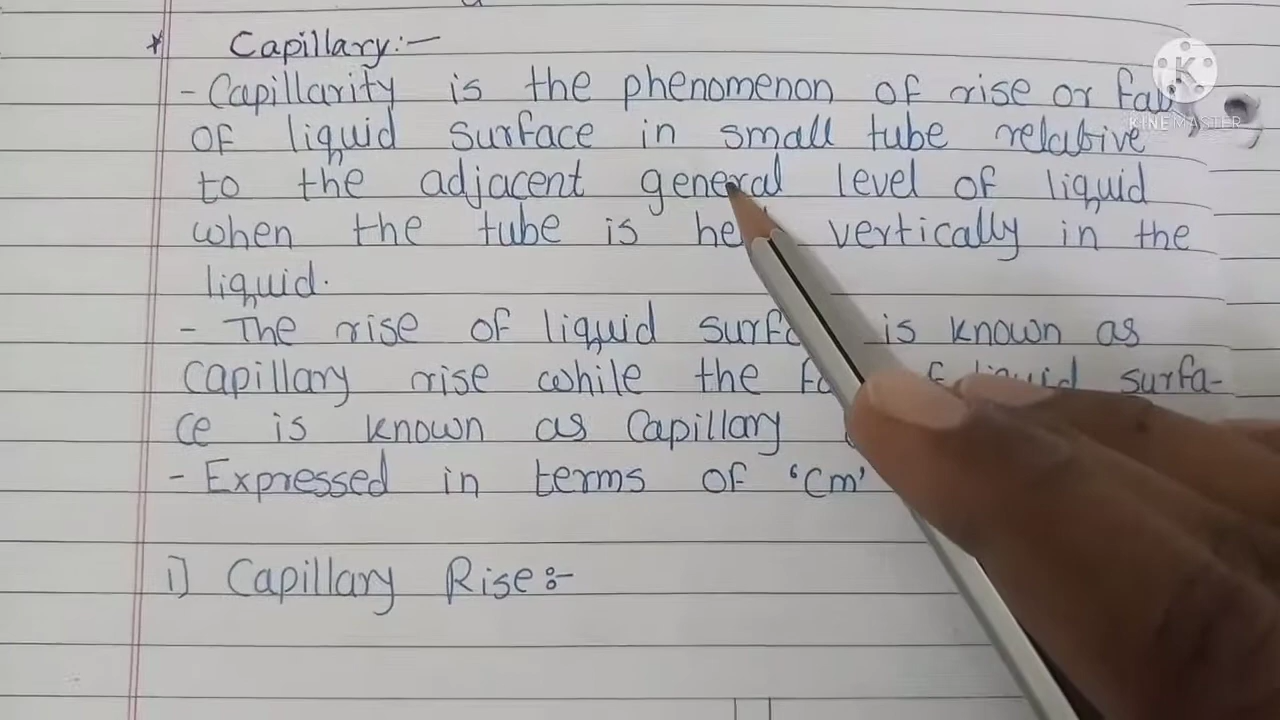 * Capillary:-
- Capillarity is the phenomenon of rise or
of liquid surface in small tube relative
to the adjacent general level of liquid
when the tube is vertically in the
liquid.
- The rise of liquid is known as
capillary rise while the liquid surfa-
ce is known as Capillary
- Expressed in terms of 'Cm'
i) Capillary Rise:-
K
KINEMASTER